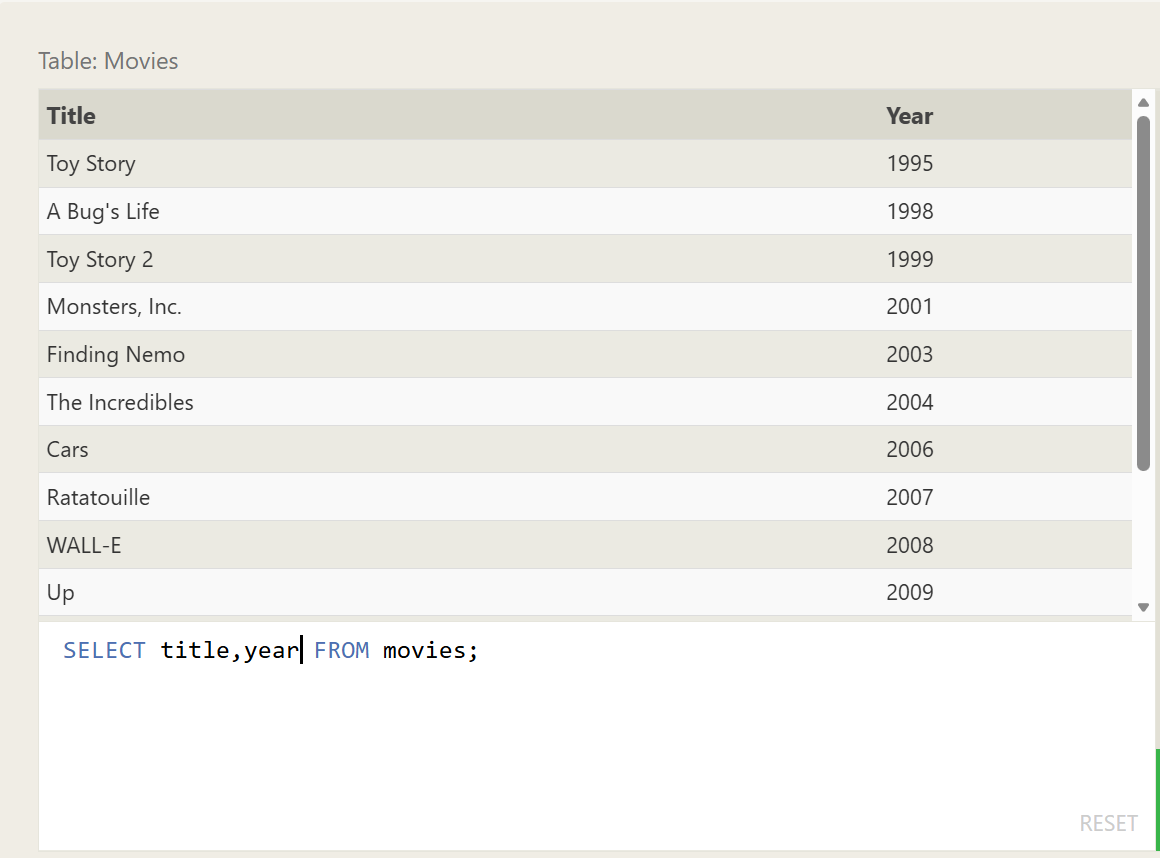 Table: Movies
Title Year
Toy Story 1995
A Bug's Life 1998
Toy Story 2 1999
Monsters, Inc. 2001
Finding Nemo 2003
The Incredibles 2004
Cars 2006
Ratatouille 2007
WALL-E 2008
Up 2009
SELECT title,year FROM movies;
RESET